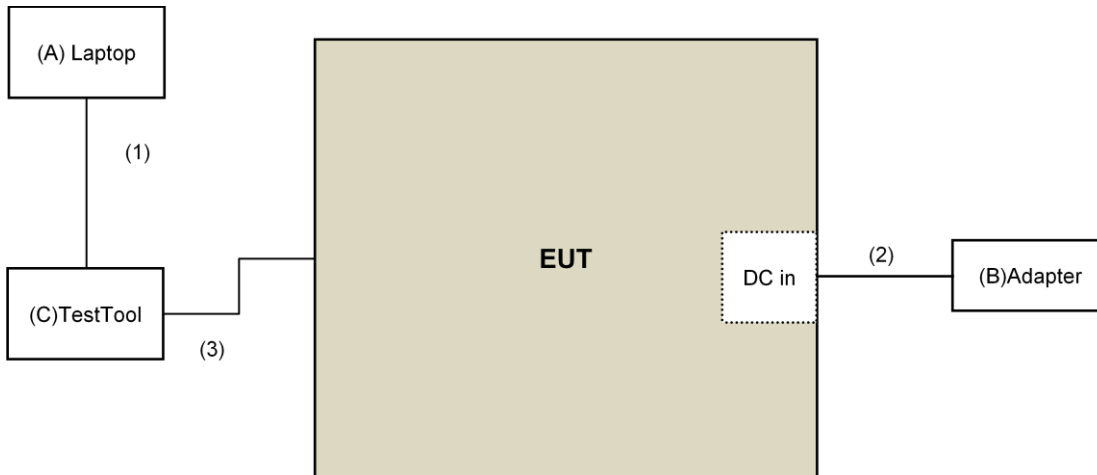 (A) Laptop
(1)
(C)TestTool
(3)
EUT
DC in
(2)
(B)Adapter